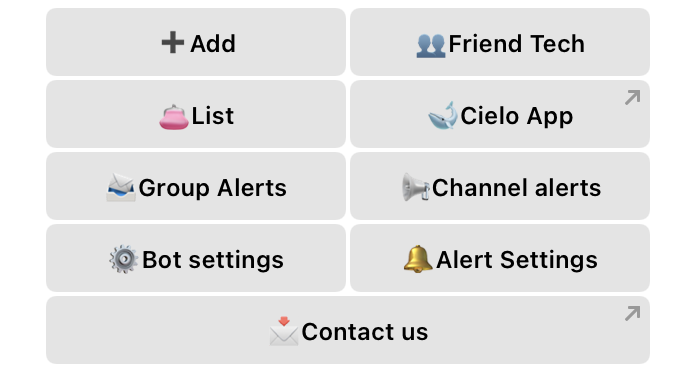 ➕ Add
👥Friend Tech
👛List
🐋Cielo App
📨Group Alerts
📢Channel alerts
⚙️Bot settings
🔔Alert Settings
📩Contact us